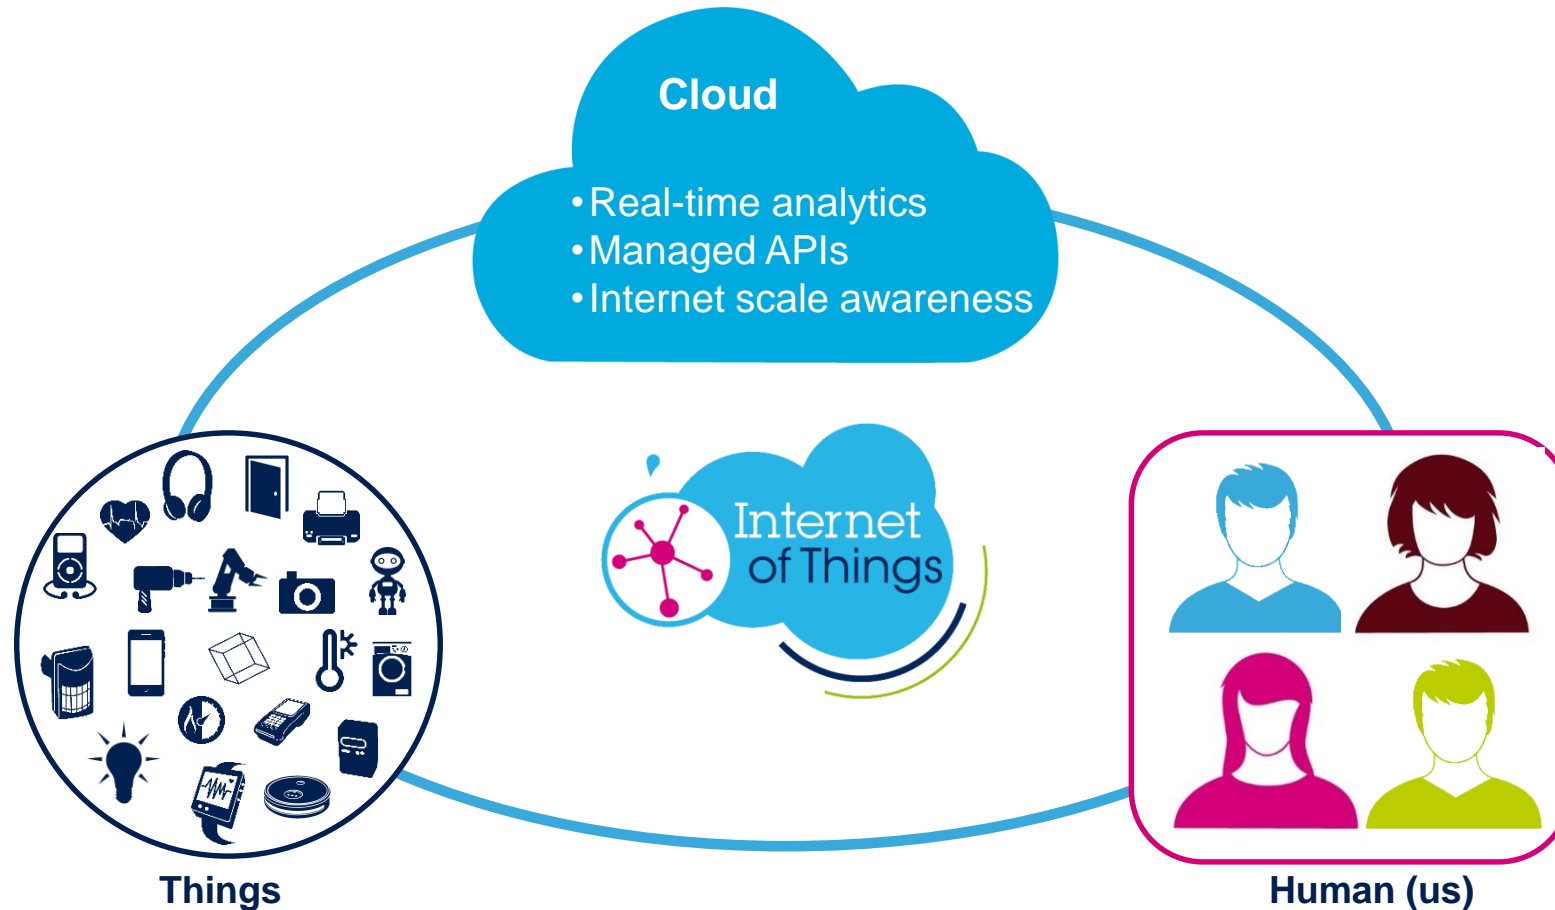 Cloud
•Real-time analytics
•Managed APIs
•Internet scale awareness
Internet
of Things
Things
Human (us)